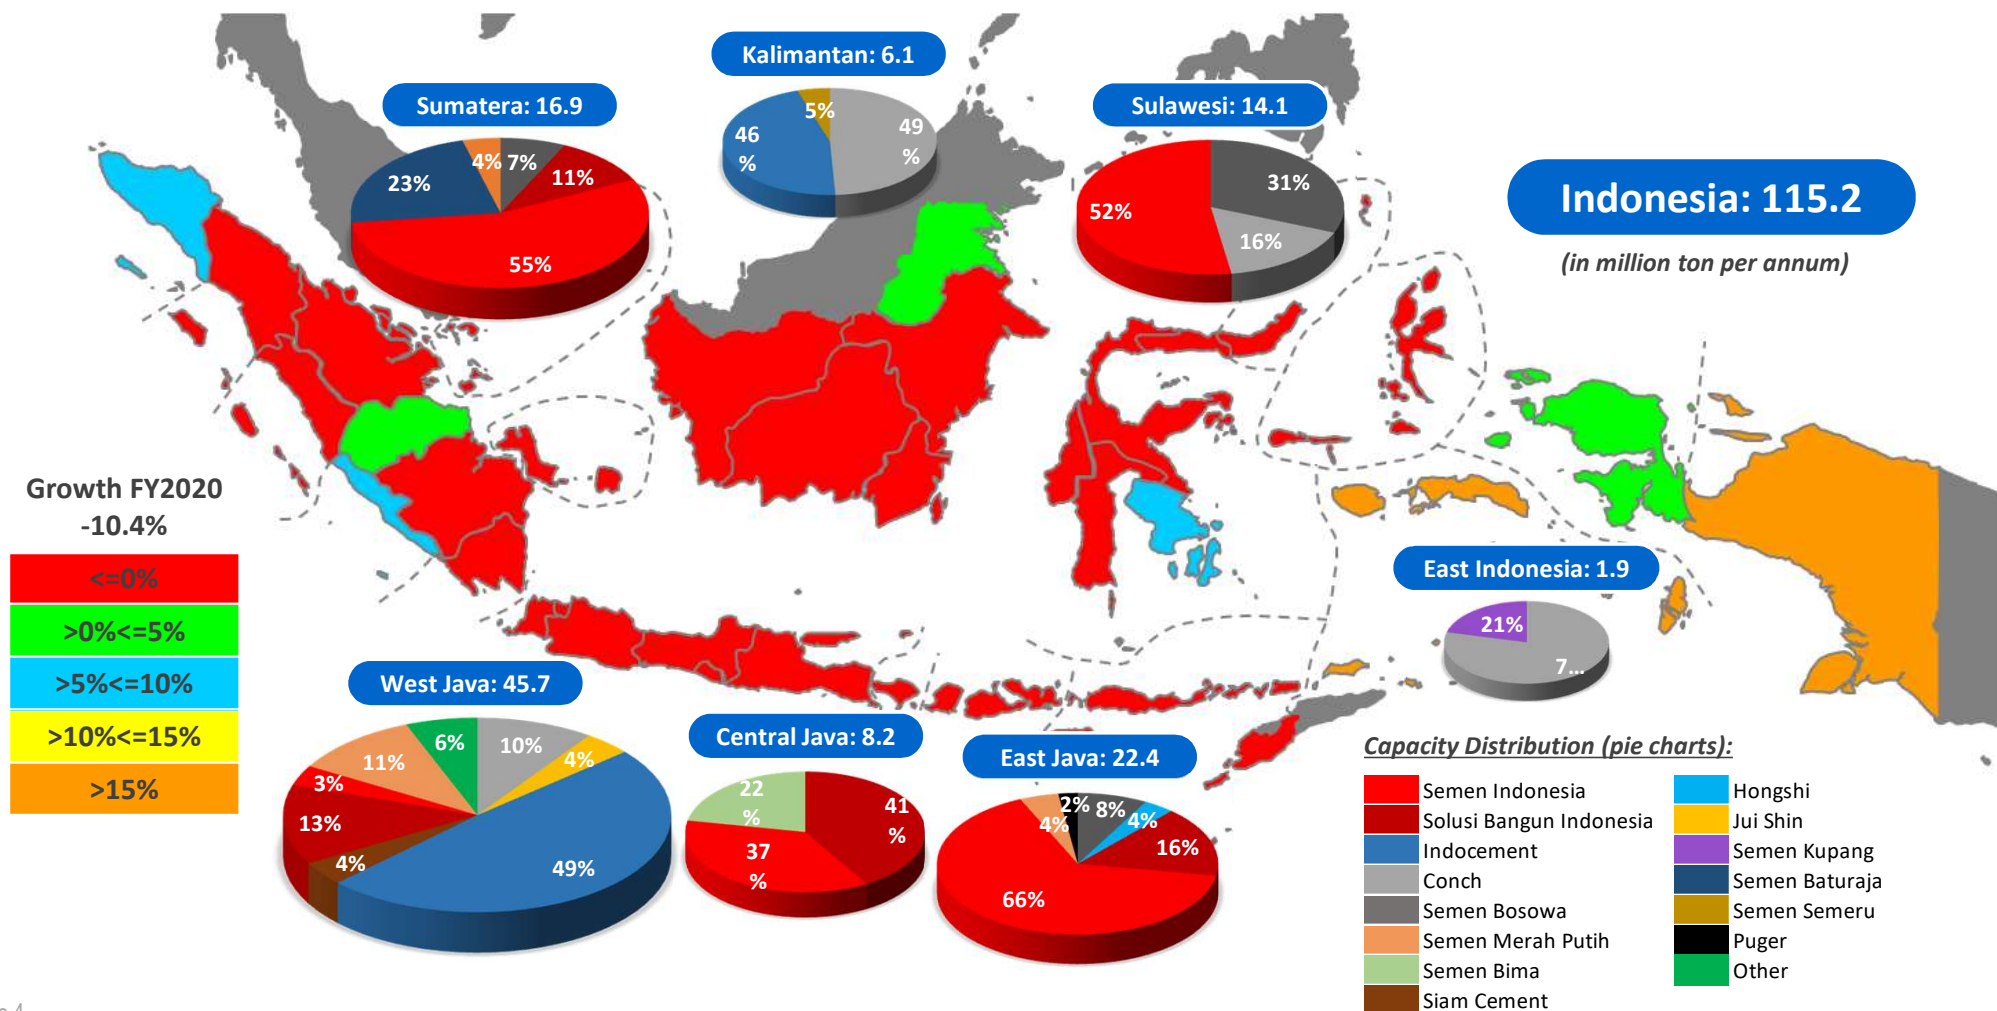 Kalimantan: 6.1
Sumatera: 16.9
Sulawesi: 14.1
5%
46
%
49
%
4%
7%
11%
23%
55%
31%
52%
16%
Indonesia: 115.2
(in million ton per annum)
Growth FY2020
-10.4%
<=0%
>0%<=5%
>5%<=10%
>10%<=15%
>15%
East Indonesia: 1.9
21%
7...
West Java: 45.7
6%
10%
4%
11%
3%
13%
4%
49%
Central Java: 8.2
22
%
41
%
37
%
East Java: 22.4
2%
8%
4%
4%
16%
66%
Capacity Distribution (pie charts):
Semen Indonesia
Solusi Bangun Indonesia
Indocement
Conch
Semen Bosowa
Semen Merah Putih
Semen Bima
Siam Cement
Hongshi
Jui Shin
Semen Kupang
Semen Baturaja
Semen Semeru
Puger
Other